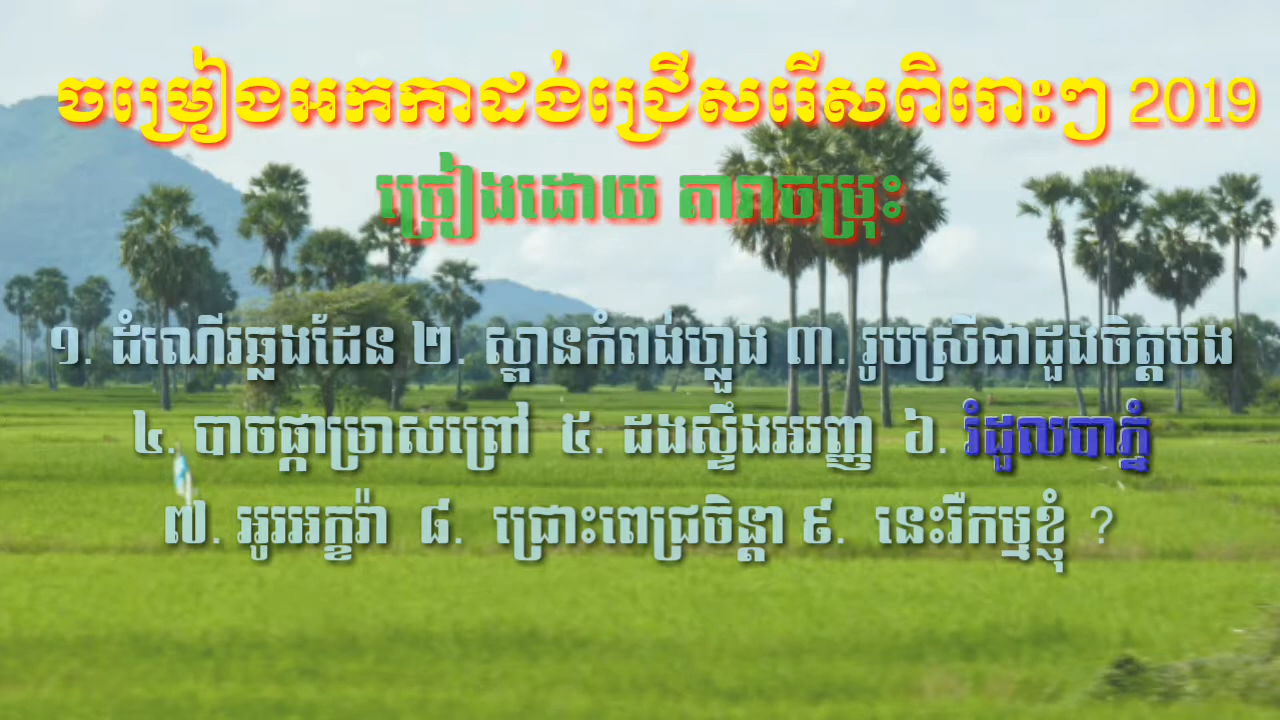 ចម្រៀងអកកាដង់ជ្រើសរើសពិរោះៗ 2019
ច្រៀងដោយ តារាចម្រុះ
១. ដំណើរឆ្លងដែន ២. ស្ពានកំពង់ហ្លួង ៣. រូបស្រីជាដួងចិត្តបង
៤. បាចផ្កាម្រាសព្រៅ ៥. ដងស្ទឹងអរញ្ញ ៦. រំដួលបាភ្នំ
៧. អូរអក្ខរ៉ា ៨. ជ្រោះពេជ្រចិន្តា ៩. នេះរឺកម្មខ្ញុំ ?